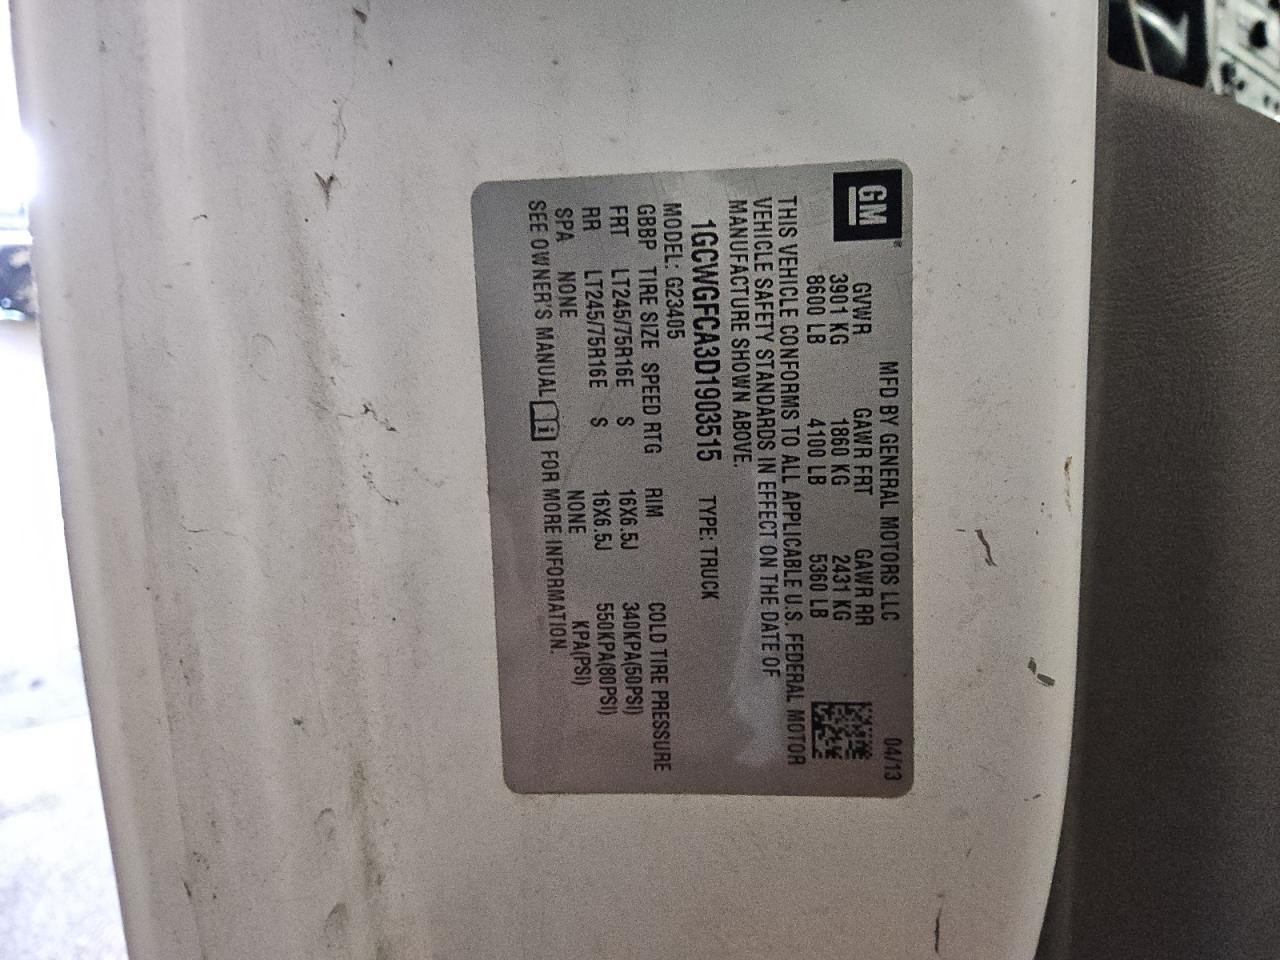 GM
MFD BY GENERAL MOTORS LLC 04/13
GVWR GAWR FRT GAWR RR
3901 KG 1860 KG 2431 KG
8600 LB 4100 LB 5360 LB
THIS VEHICLE CONFORMS TO ALL APPLICABLE U.S. FEDERAL MOTOR
VEHICLE SAFETY STANDARDS IN EFFECT ON THE DATE OF
MANUFACTURE SHOWN ABOVE.
1GCWGFCA3D1903515 TYPE: TRUCK
MODEL: G23405
GBBP TIRE SIZE SPEED RTG RIM COLD TIRE PRESSURE
FRT LT245/75R16E S 16X6.5J 340KPA(50PSI)
RR LT245/75R16E S 16X6.5J 550KPA(80PSI)
SPA NONE NONE KPA(PSI)
SEE OWNER'S MANUAL FOR MORE INFORMATION.